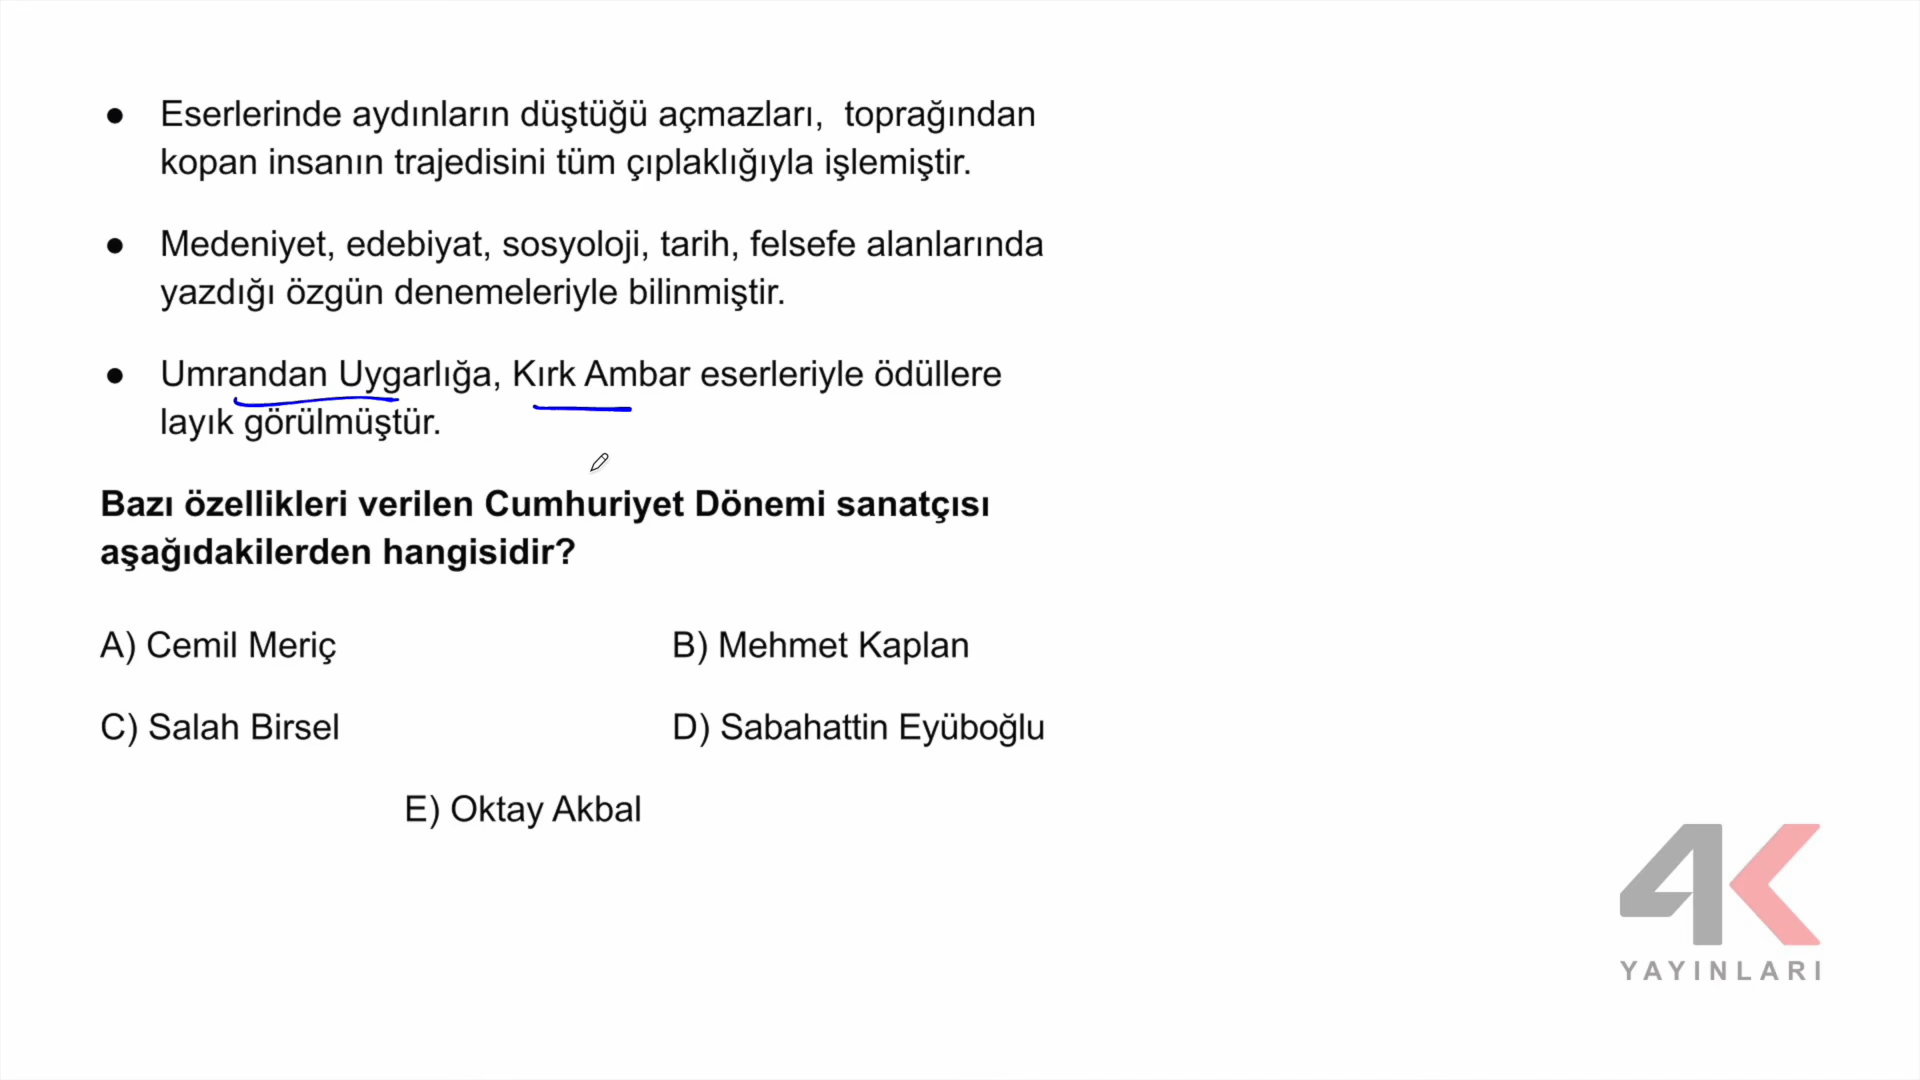 ● Eserlerinde aydınların düştüğü açmazları, toprağından
kopan insanın trajedisini tüm çıplaklığıyla işlemiştir.
● Medeniyet, edebiyat, sosyoloji, tarih, felsefe alanlarında
yazdığı özgün denemeleriyle bilinmiştir.
● Umrandan Uygarlığa, Kırk Ambar eserleriyle ödüllere
layık görülmüştür.
Bazı özellikleri verilen Cumhuriyet Dönemi sanatçısı
aşağıdakilerden hangisidir?
A) Cemil Meriç B) Mehmet Kaplan
C) Salah Birsel D) Sabahattin Eyüboğlu
E) Oktay Akbal
4K
YAYINLARI